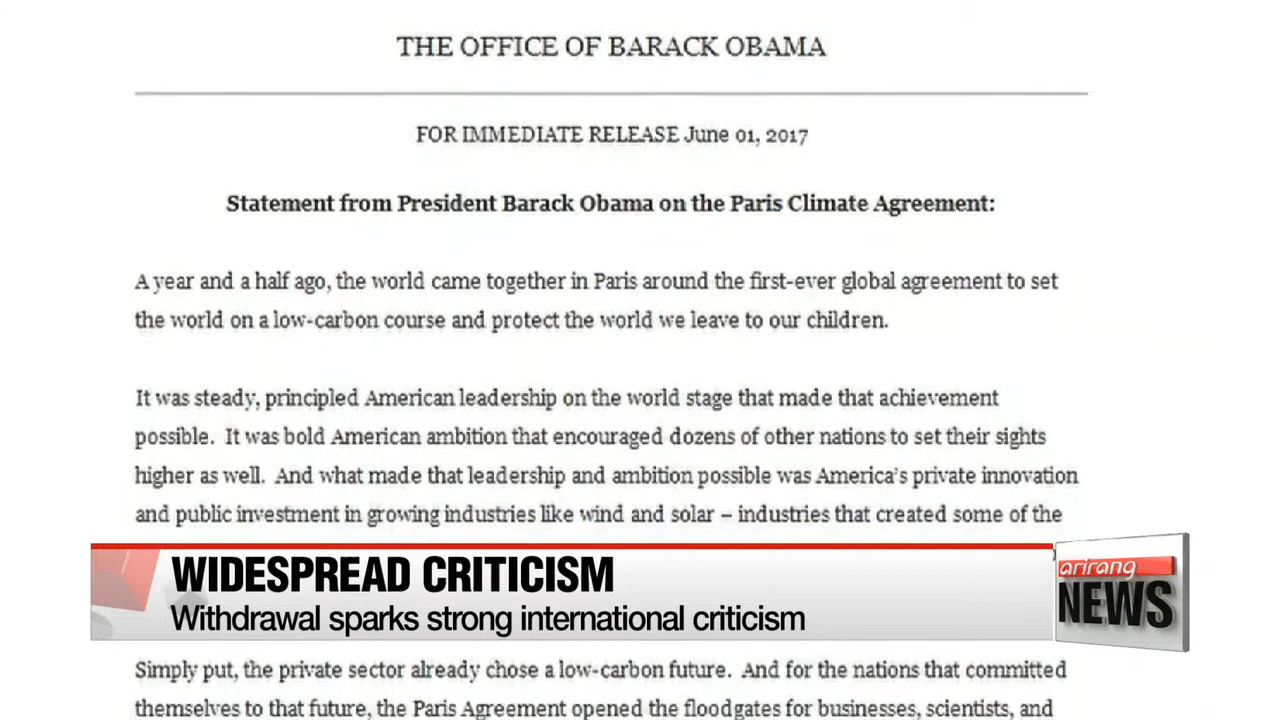 THE OFFICE OF BARACK OBAMA
FOR IMMEDIATE RELEASE June 01, 2017
Statement from President Barack Obama on the Paris Climate Agreement:
A year and a half ago, the world came together in Paris around the first-ever global agreement to set
the world on a low-carbon course and protect the world we leave to our children.
It was steady, principled American leadership on the world stage that made that achievement
possible.  It was bold American ambition that encouraged dozens of other nations to set their sights
higher as well.  And what made that leadership and ambition possible was America's private innovation
and public investment in growing industries like wind and solar – industries that created some of the
WIDESPREAD CRITICISM
Withdrawal sparks strong international criticism
arirang
NEWS
Simply put, the private sector already chose a low-carbon future.  And for the nations that committed
themselves to that future, the Paris Agreement opened the floodgates for businesses, scientists, and